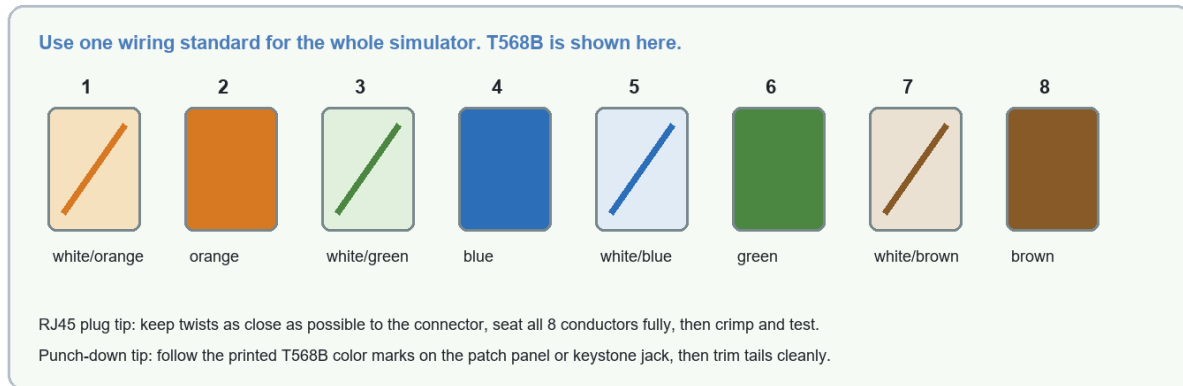 Use one wiring standard for the whole simulator. T568B is shown here.
1 2 3 4 5 6 7 8
white/orange orange white/green blue white/blue green white/brown brown
RJ45 plug tip: keep twists as close as possible to the connector, seat all 8 conductors fully, then crimp and test.
Punch-down tip: follow the printed T568B color marks on the patch panel or keystone jack, then trim tails cleanly.